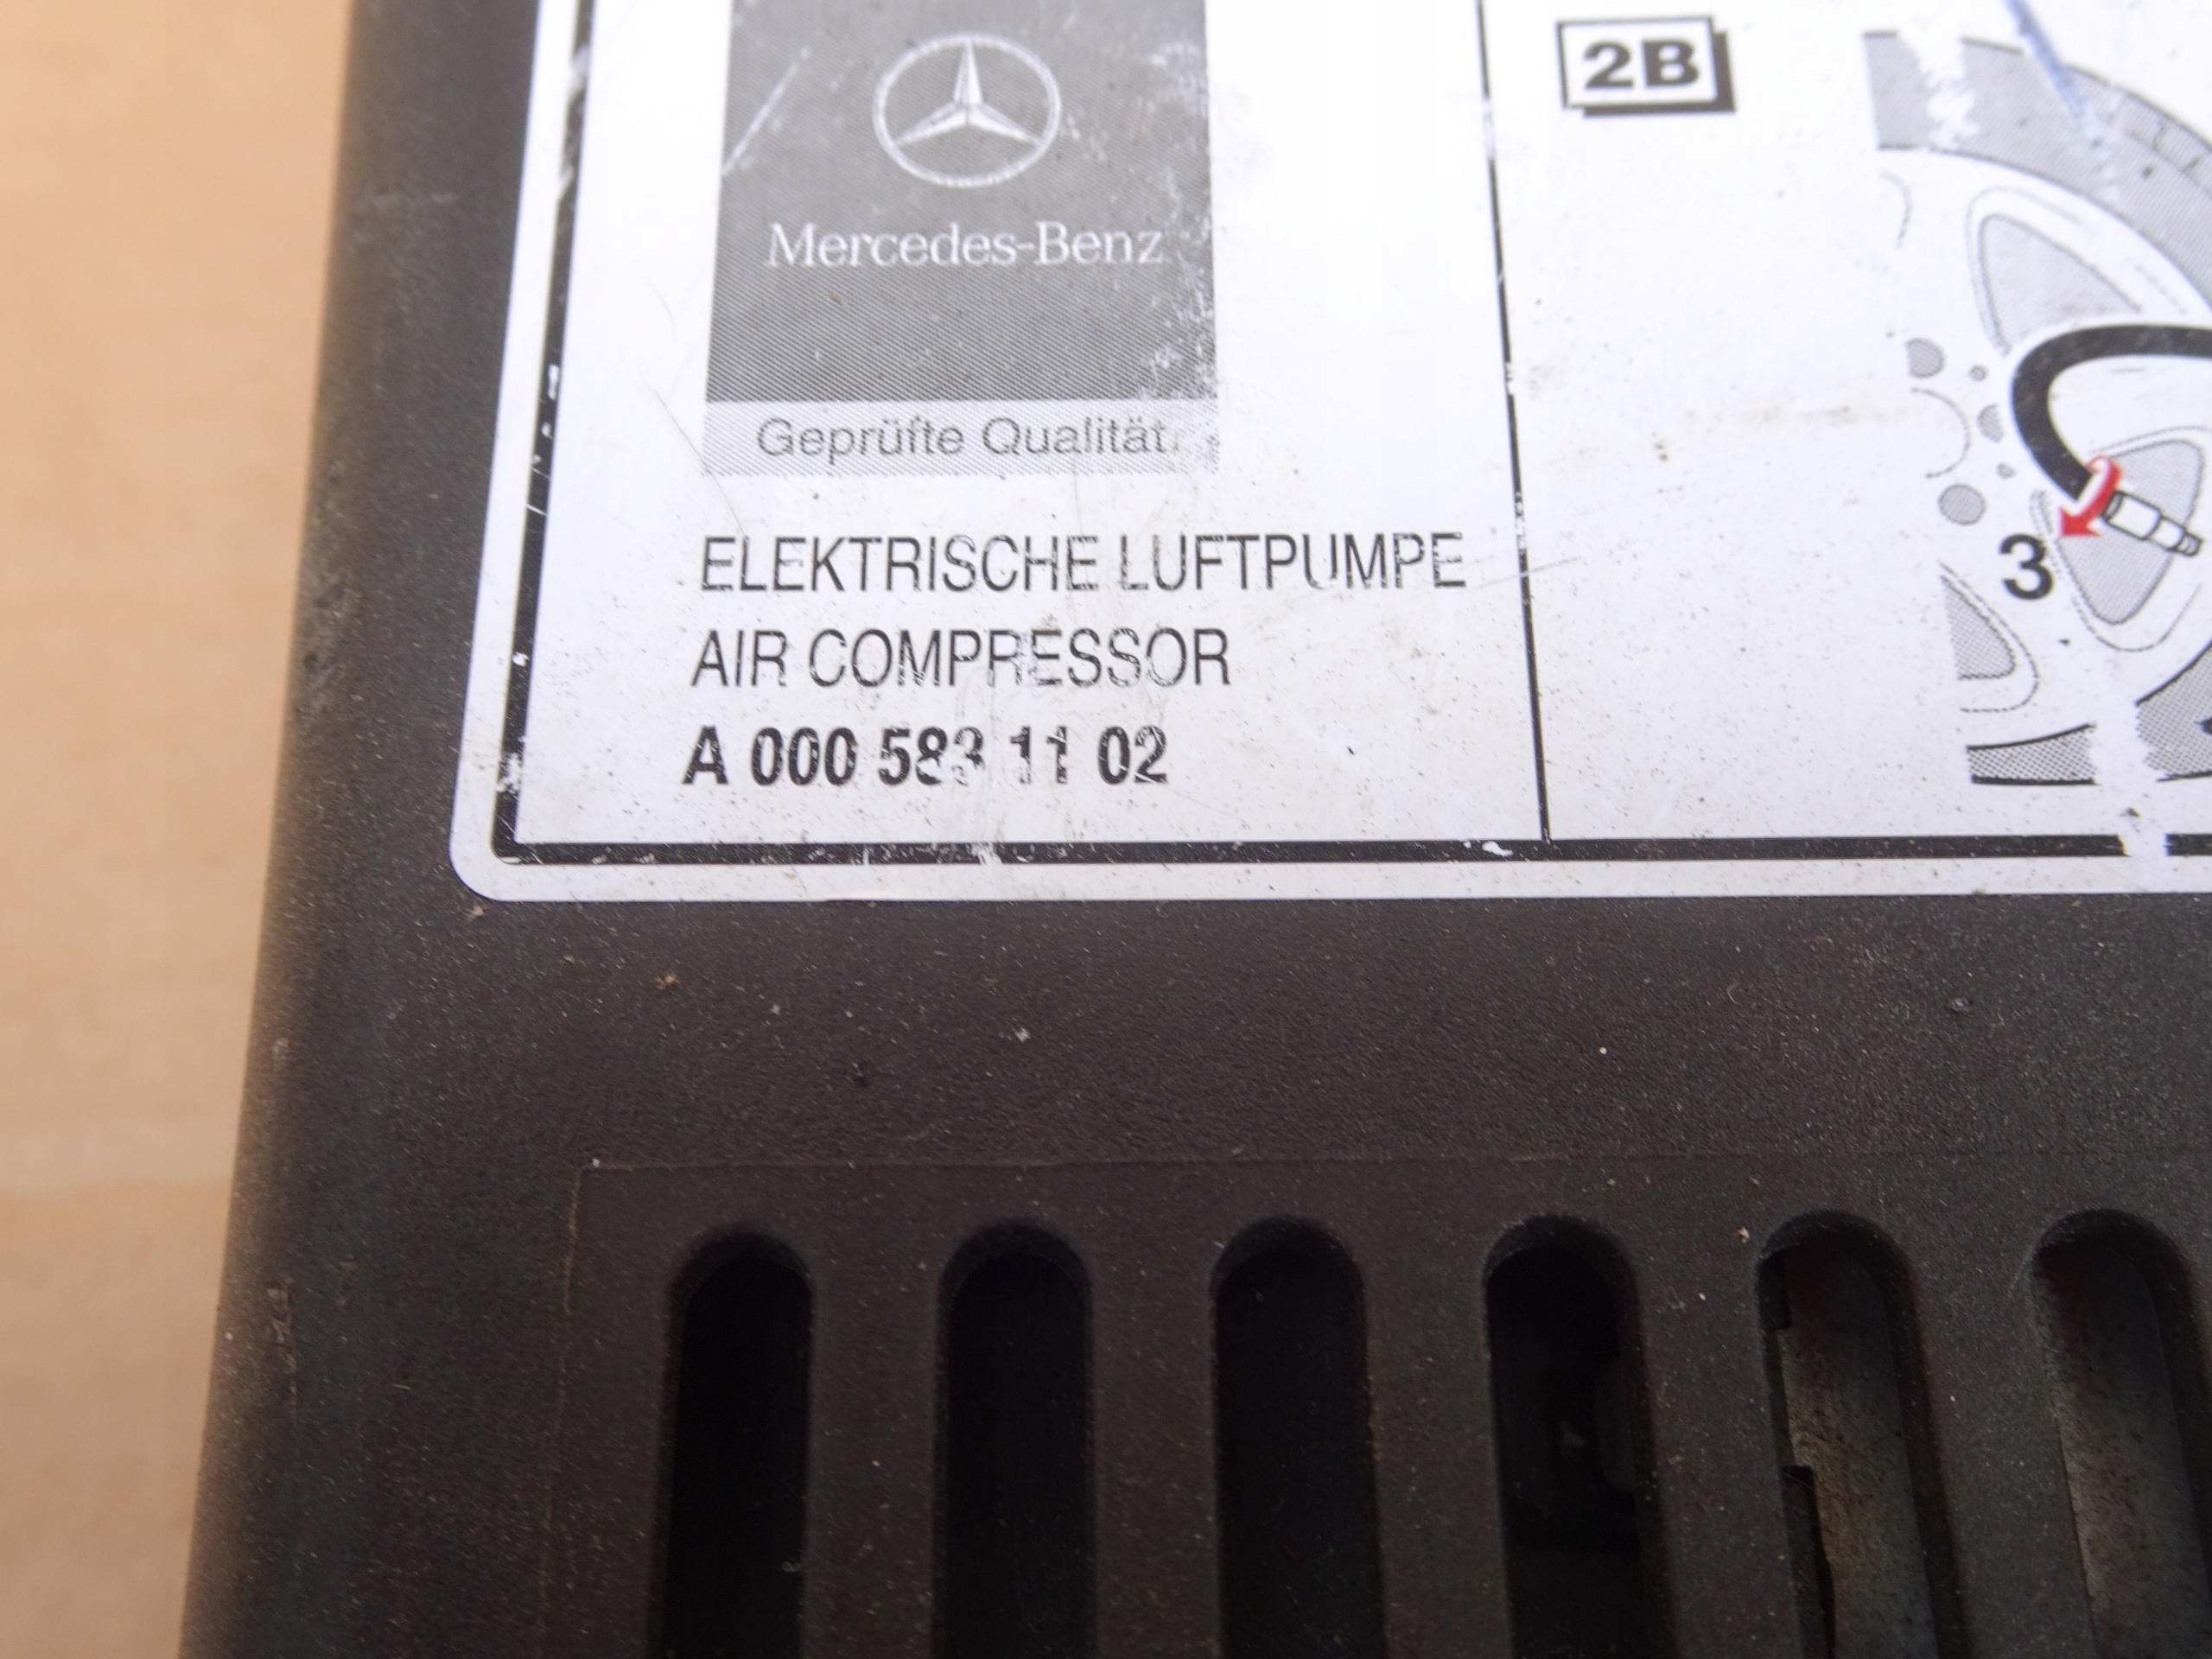 Mercedes-Benz
Geprüfte Qualität
ELEKTRISCHE LUFTPUMPE
AIR COMPRESSOR
A 000 583 11 02
2B
3